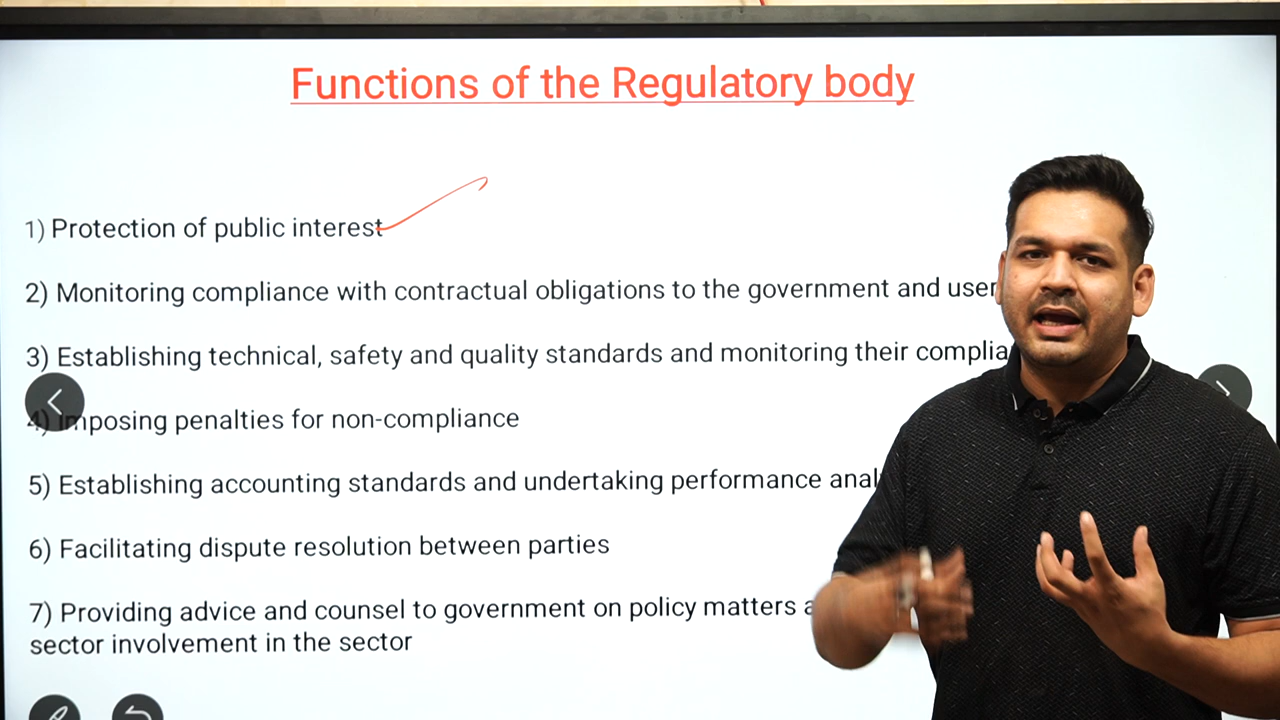 Functions of the Regulatory body
1) Protection of public interest
2) Monitoring compliance with contractual obligations to the government and
3) Establishing technical, safety and quality standards and monitoring their
4) Imposing penalties for non-compliance
5) Establishing accounting standards and undertaking performance
6) Facilitating dispute resolution between parties
7) Providing advice and counsel to government on policy matters
sector involvement in the sector